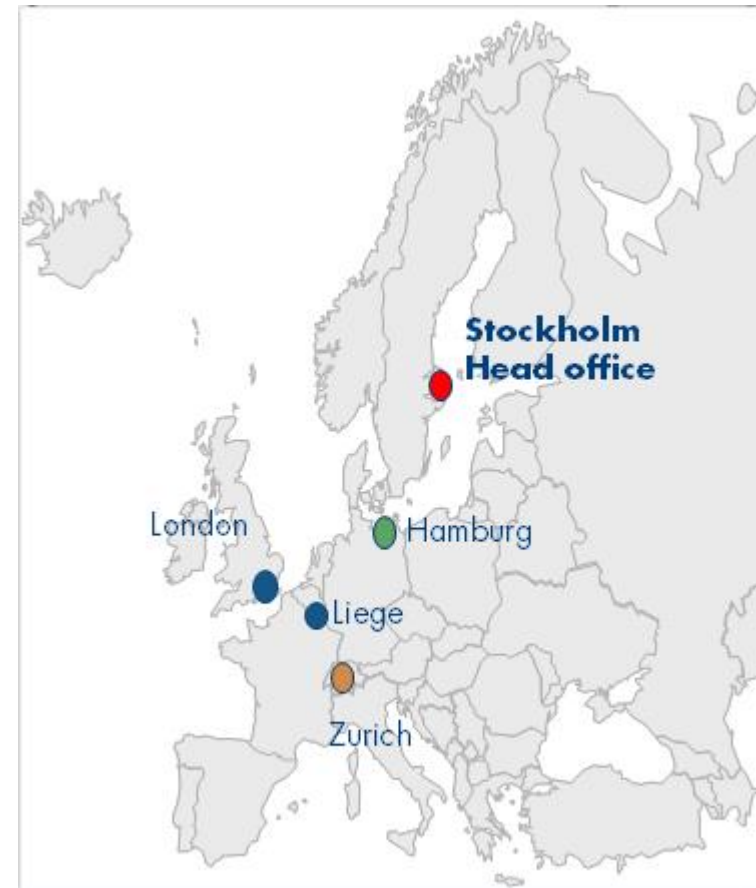 Stockholm
Head office
London
Hamburg
Liege
Zurich